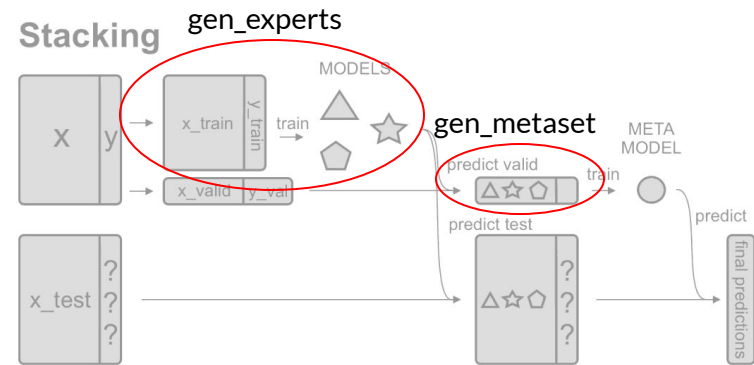 gen_experts
Stacking
MODELS
x
y
x_train
y_train
train
gen_metaset
META
MODEL
predict valid
x_valid
y_val
train
predict test
predict
x_test
?
?
?
?
?
?
final predictions